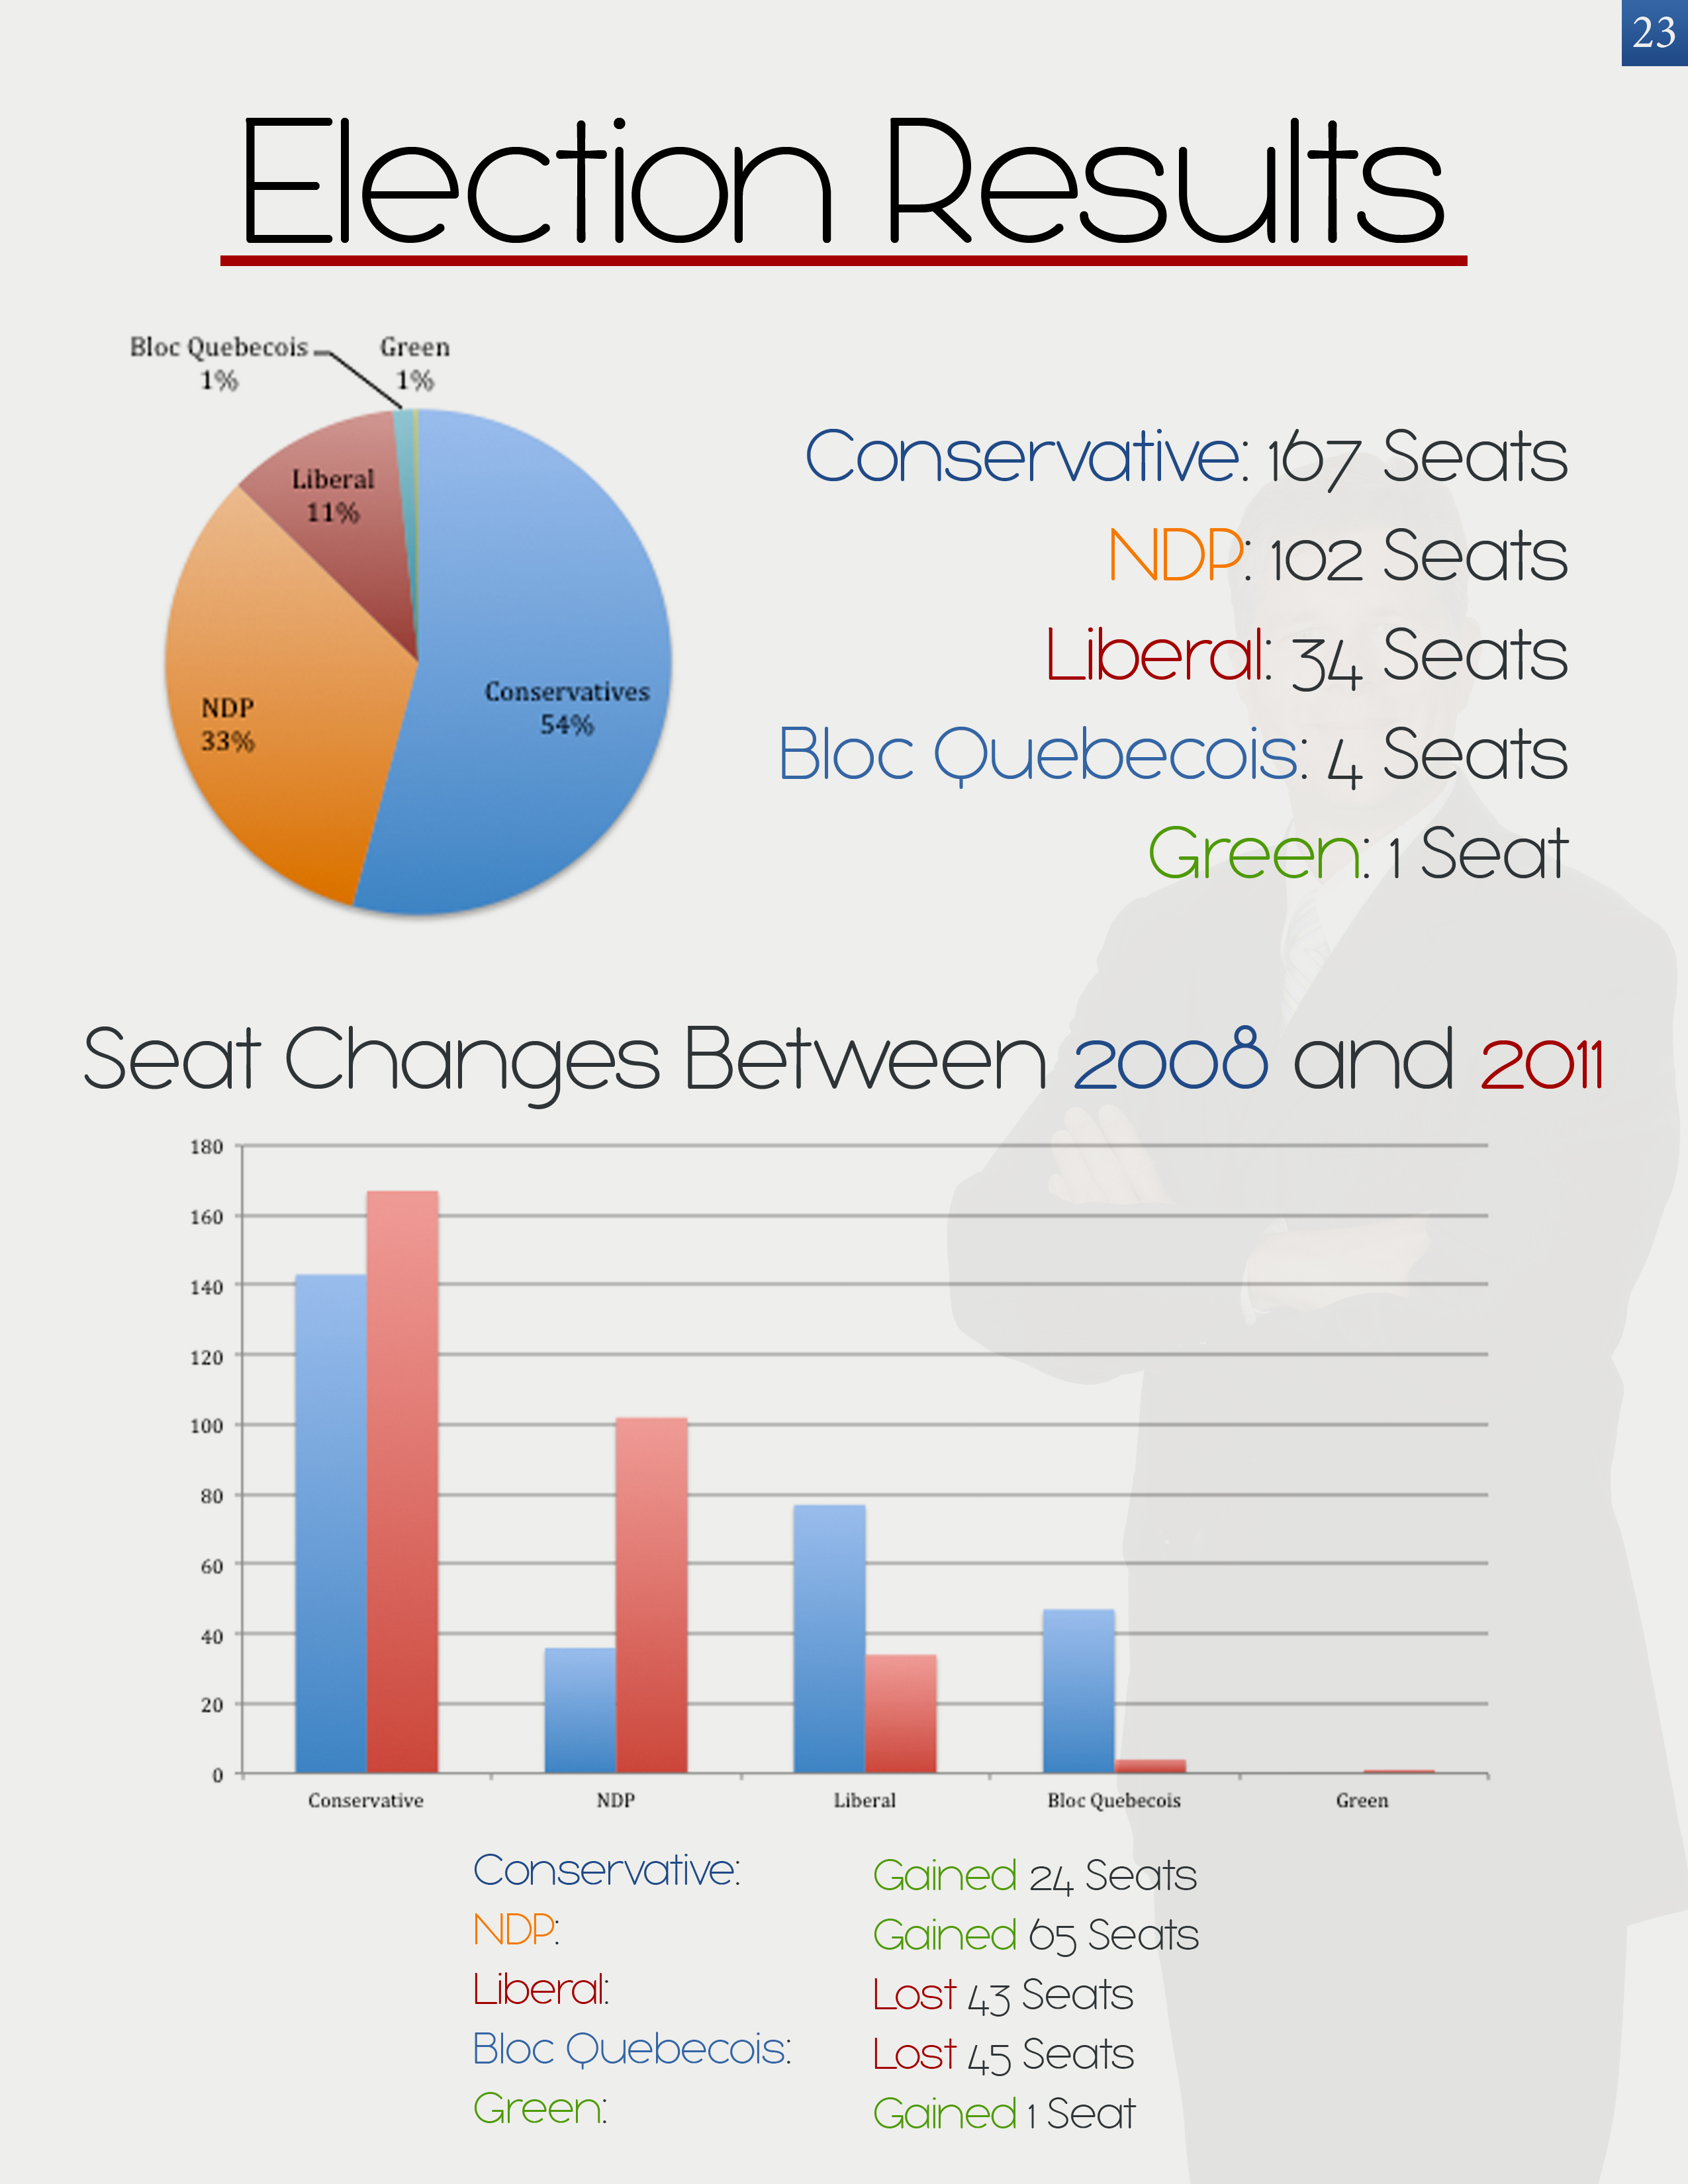 23
Election Results
Bloc Quebecois
1%
Green
1%
Liberal
11%
NDP
33%
Conservatives
54%
Conservative: 167 Seats
NDP: 102 Seats
Liberal: 34 Seats
Bloc Quebecois: 4 Seats
Green: 1 Seat
Seat Changes Between 2008 and 2011
180
160
140
120
100
80
60
40
20
0
Conservative NDP Liberal Bloc Quebecois Green
Conservative: Gained 24 Seats
NDP: Gained 65 Seats
Liberal: Lost 43 Seats
Bloc Quebecois: Lost 45 Seats
Green: Gained 1 Seat